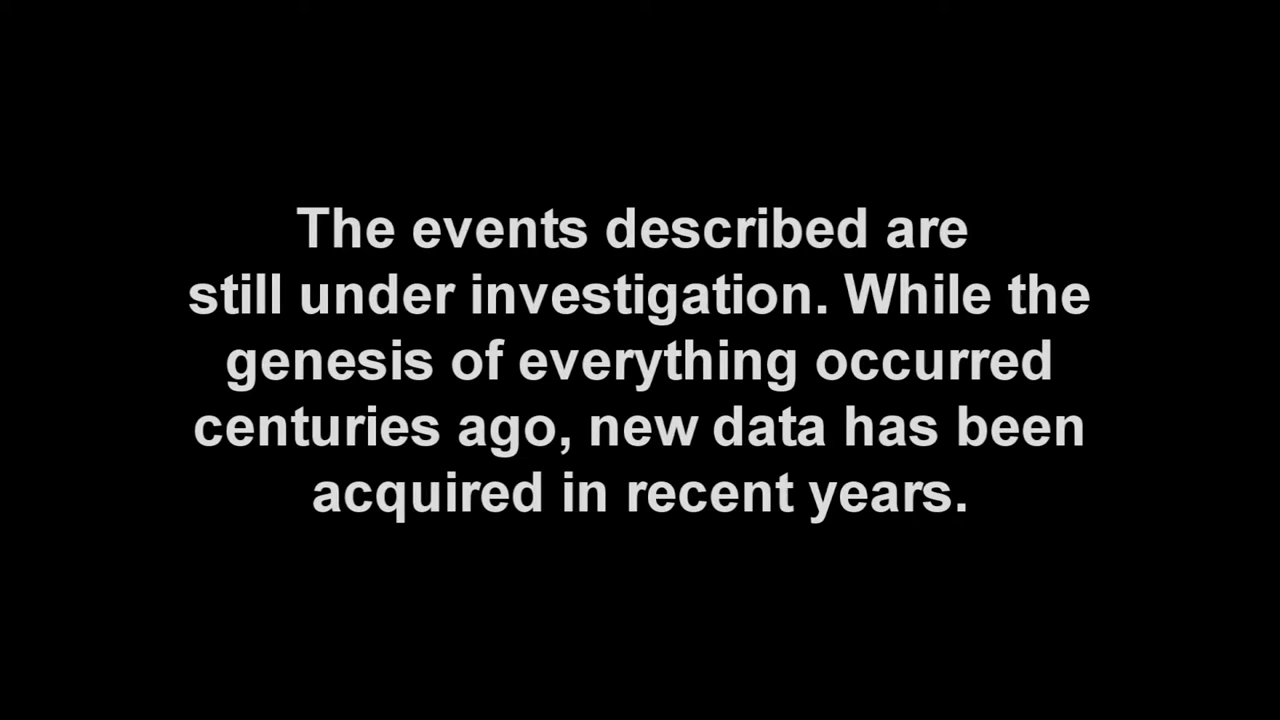 The events described are
still under investigation. While the
genesis of everything occurred
centuries ago, new data has been
acquired in recent years.